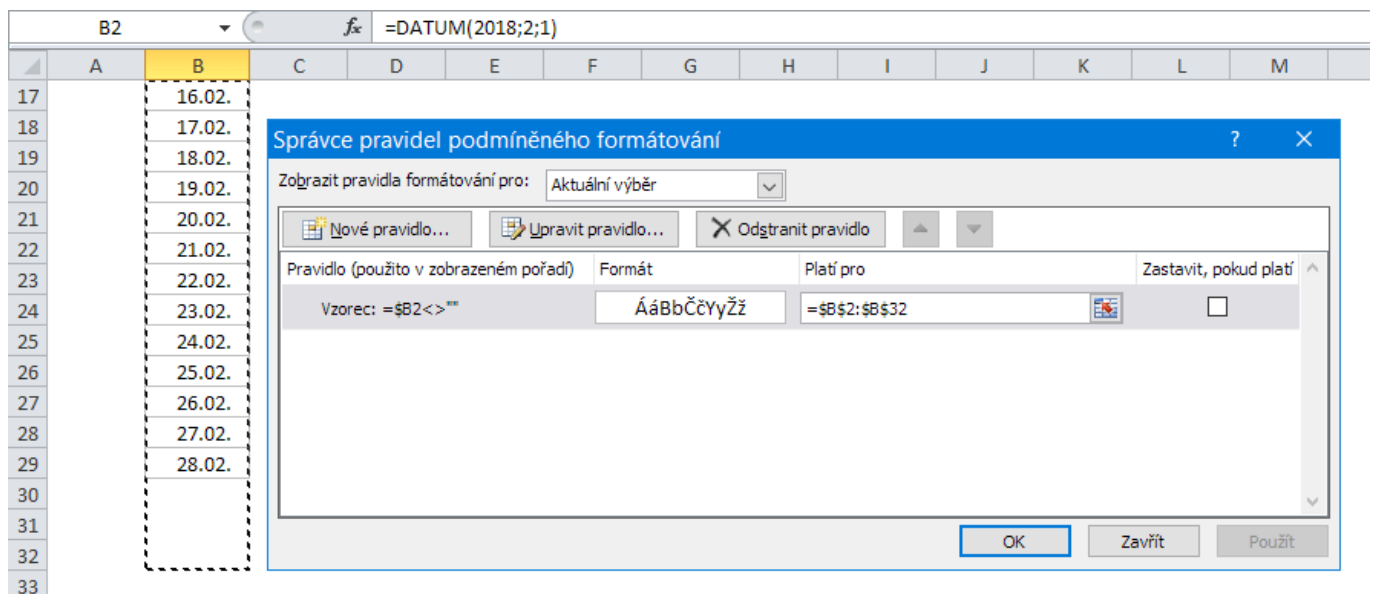 B2 fx =DATUM(2018;2;1)
A B C D E F G H I J K L M
17 16.02.
18 17.02.
Správce pravidel podmíněného formátování ?
19 18.02.
Zobrazit pravidla formátování pro: Aktuální výběr
20 19.02.
21 20.02.
Nové pravidlo... Upravit pravidlo... Odstranit pravidlo
22 21.02.
Pravidlo (použito v zobrazeném pořadí) Formát Platí pro Zastavit, pokud platí
23 22.02.
24 23.02.
Vzorec: =$B2<>"" ÁáBbČčYyŽž =$B$2:$B$32
25 24.02.
26 25.02.
27 26.02.
28 27.02.
29 28.02.
30
31
OK Zavřít Použít
32
33